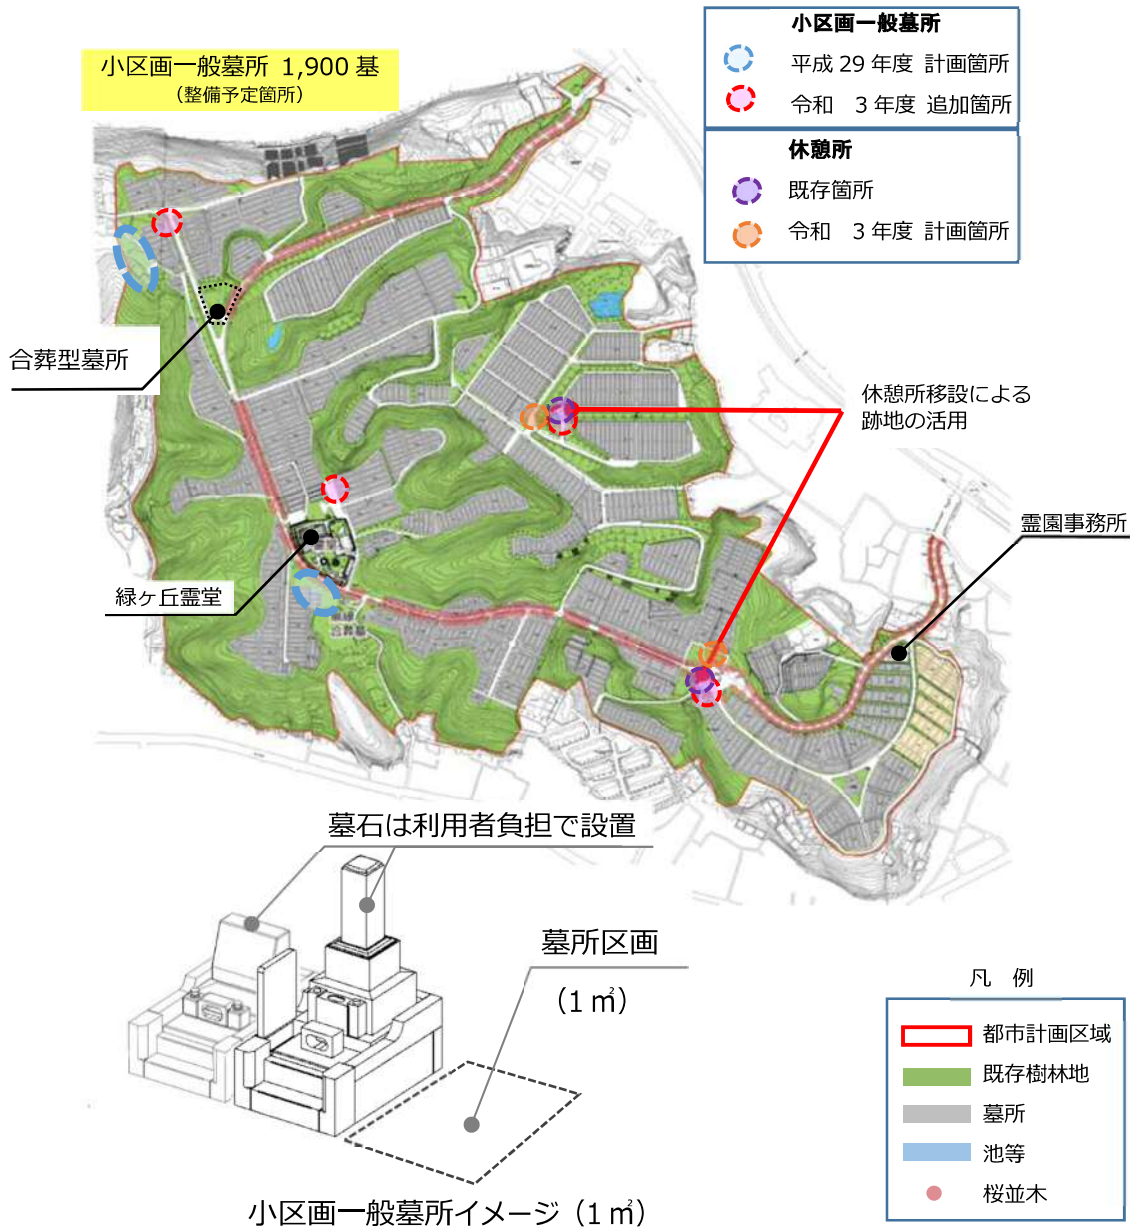 小区画一般墓所 1,900 基
（整備予定箇所）
小区画一般墓所
平成 29 年度 計画箇所
令和 3 年度 追加箇所
休憩所
既存箇所
令和 3 年度 計画箇所
合葬型墓所
休憩所移設による
跡地の活用
霊園事務所
緑ヶ丘霊堂
合葬墓
墓石は利用者負担で設置
墓所区画
（1 ㎡）
小区画一般墓所イメージ（1 ㎡）
凡 例
都市計画区域
既存樹林地
墓所
池等
桜並木